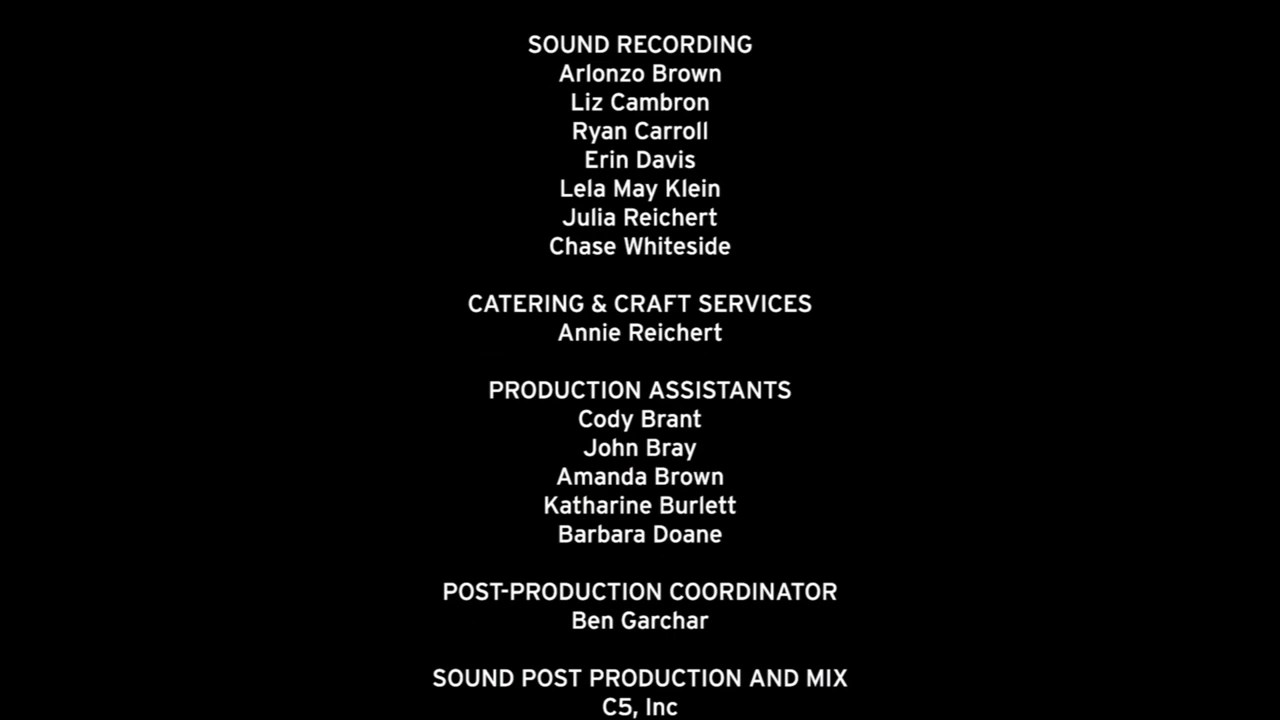 SOUND RECORDING
Arlonzo Brown
Liz Cambron
Ryan Carroll
Erin Davis
Lela May Klein
Julia Reichert
Chase Whiteside
CATERING & CRAFT SERVICES
Annie Reichert
PRODUCTION ASSISTANTS
Cody Brant
John Bray
Amanda Brown
Katharine Burlett
Barbara Doane
POST-PRODUCTION COORDINATOR
Ben Garchar
SOUND POST PRODUCTION AND MIX
C5, Inc